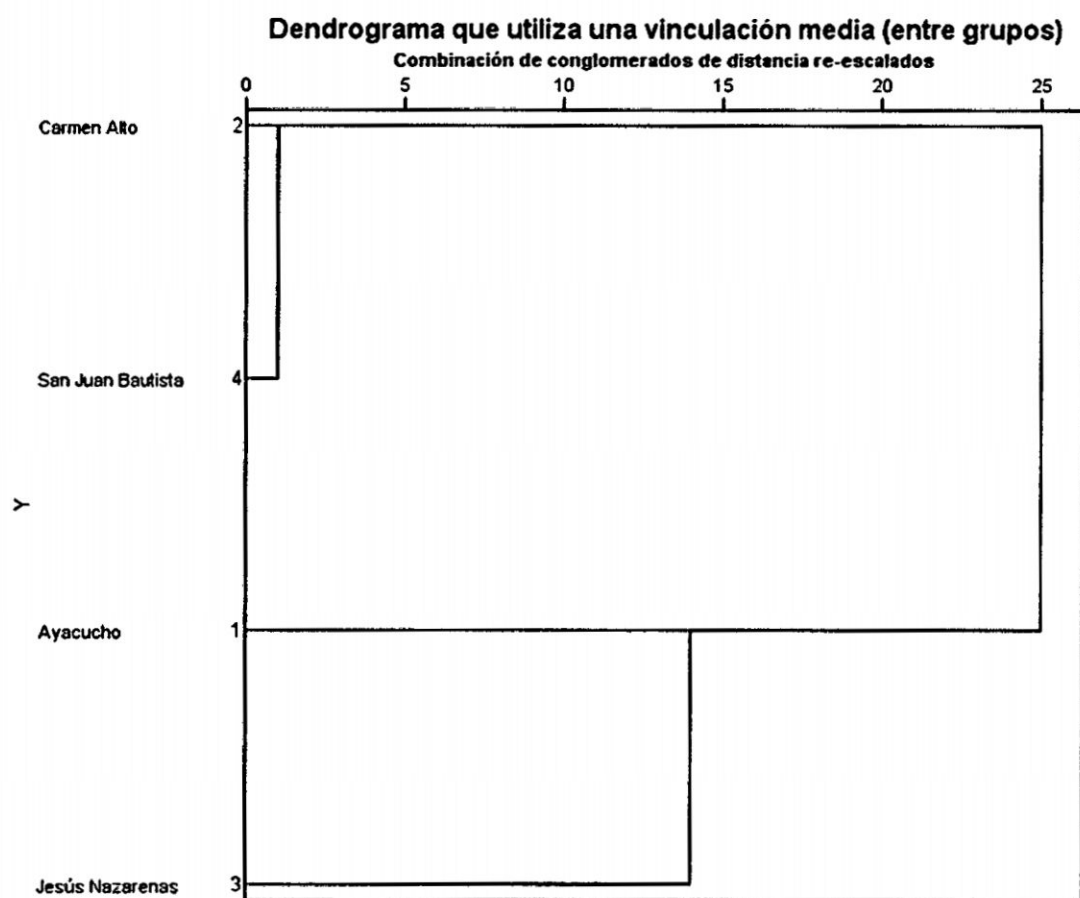 Dendrograma que utiliza una vinculación media (entre grupos)
Combinación de conglomerados de distancia re-escalados
0 5 10 15 20 25
Carmen Alto 2
San Juan Bautista 4
Y
Ayacucho 1
Jesús Nazarenas 3